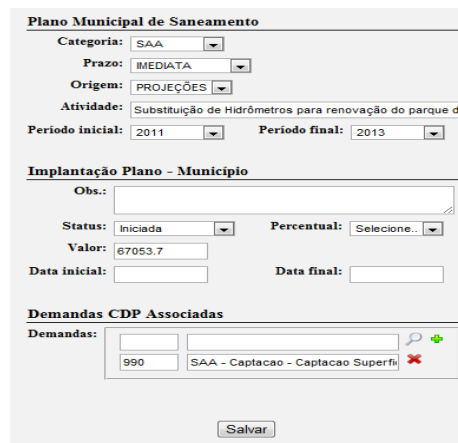 Plano Municipal de Saneamento
Categoria: SAA
Prazo: IMEDIATA
Origem: PROJEÇÕES
Atividade: Substituição de Hidrômetros para renovação do parque d
Período inicial: 2011 Período final: 2013
Implantação Plano - Município
Obs.:
Status: Iniciada Percentual: Selecione..
Valor: 67053.7
Data inicial: Data final:
Demandas CDP Associadas
Demandas:
990 SAA - Captacao - Captacao Superfi
Salvar